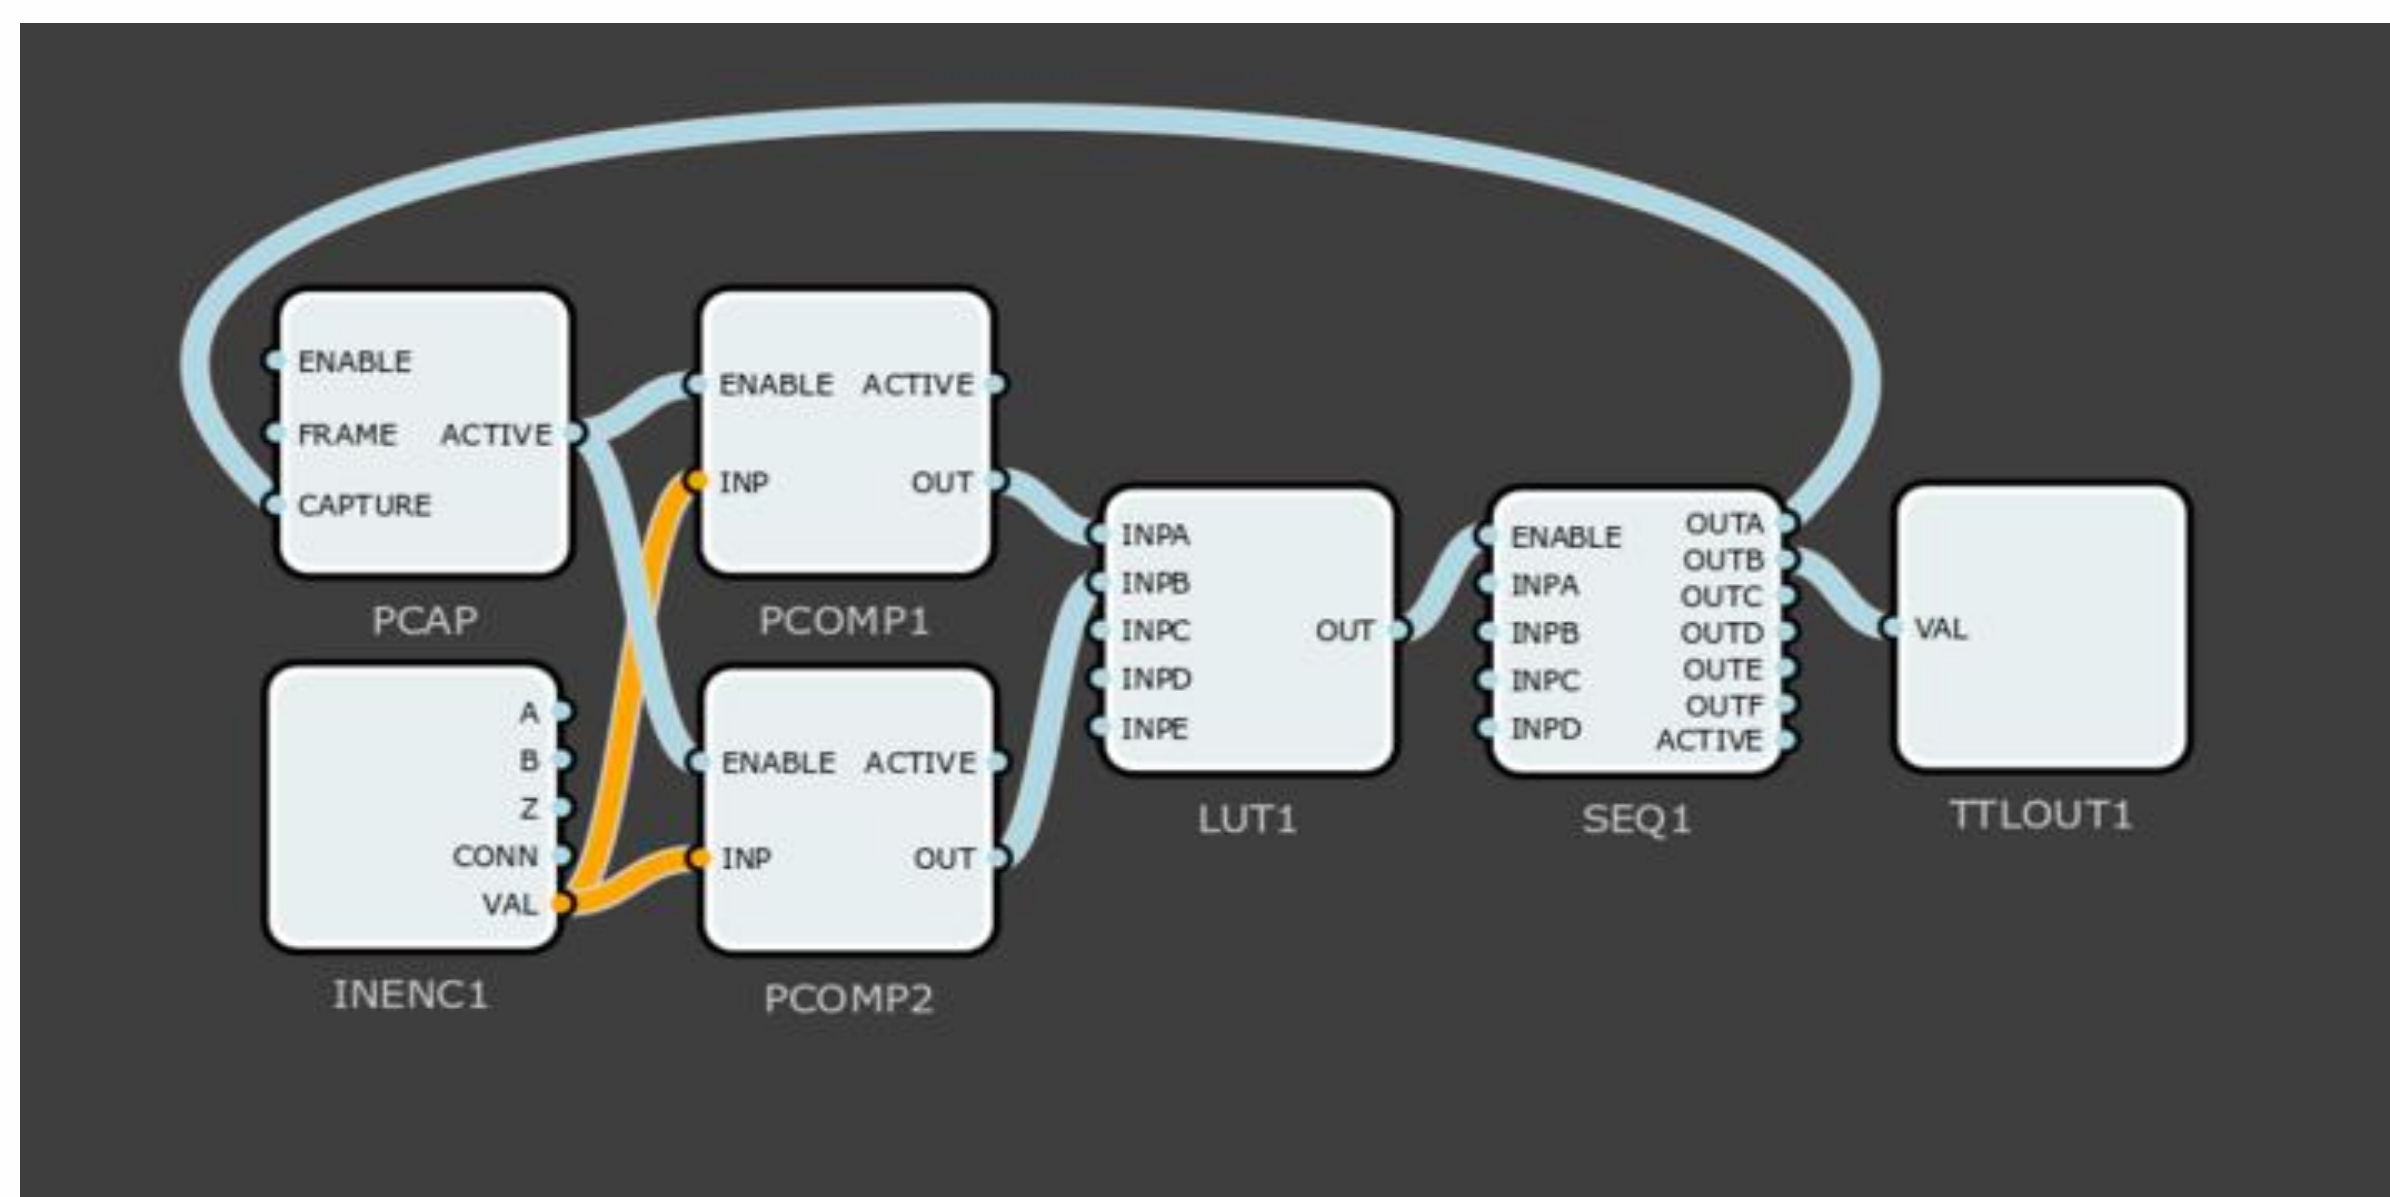 ENABLE
FRAME ACTIVE
CAPTURE
PCAP
ENABLE ACTIVE
INP OUT
PCOMP1
A
B
Z
CONN
VAL
INENC1
ENABLE ACTIVE
INP OUT
PCOMP2
INPA
INPB
INPC OUT
INPD
INPE
LUT1
ENABLE
INPA
INPB
INPC
INPD
OUTA
OUTB
OUTC
OUTD
OUTE
OUTF
ACTIVE
SEQ1
VAL
TTLOUT1